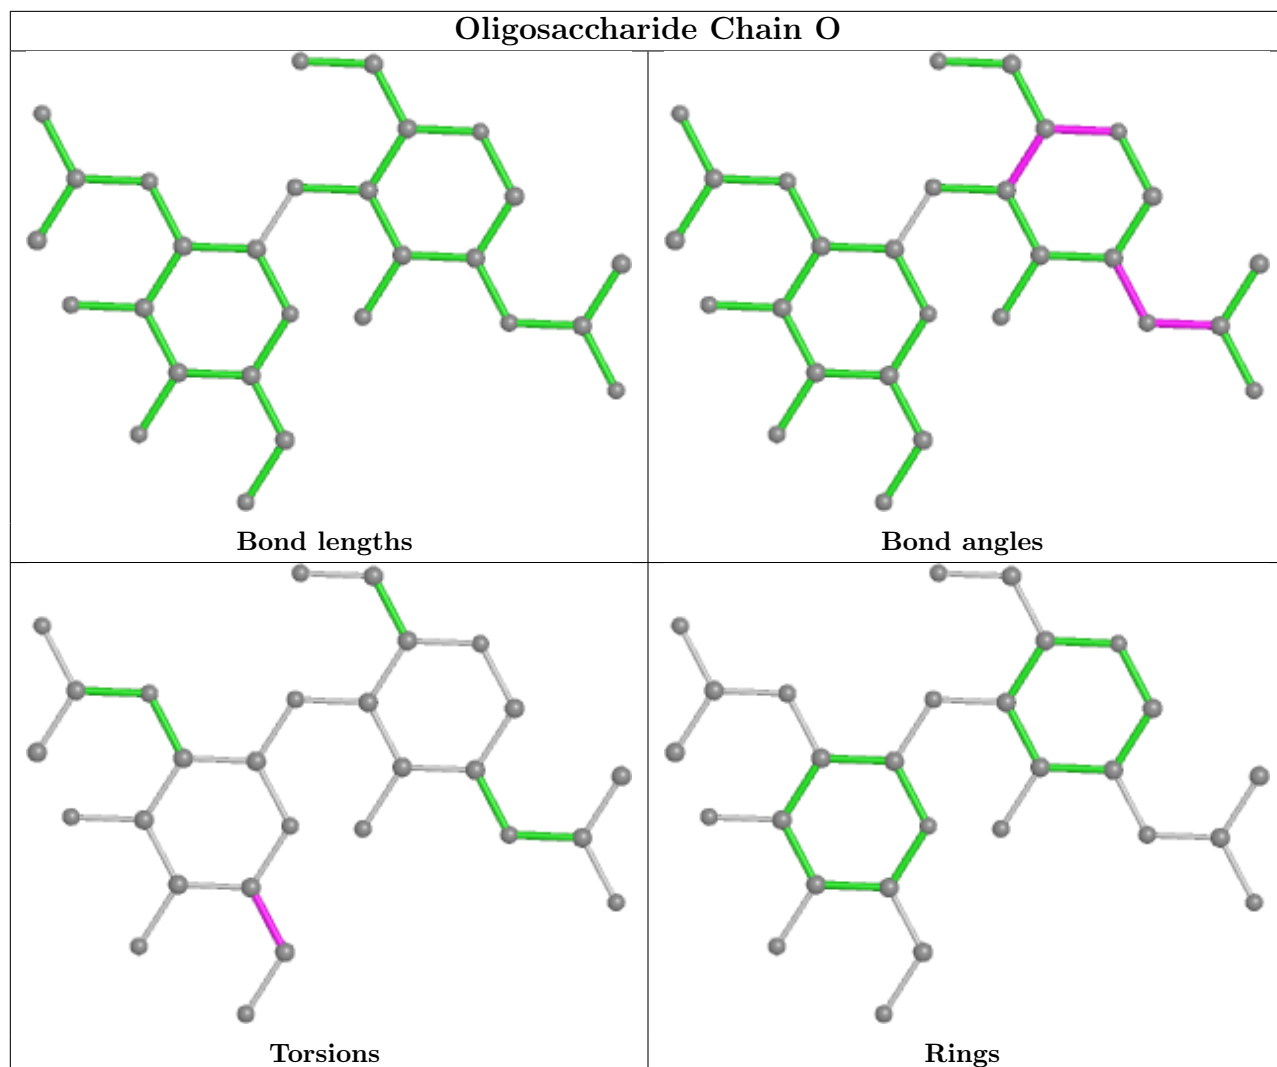 Oligosaccharide Chain O
Bond lengths
Bond angles
Torsions
Rings